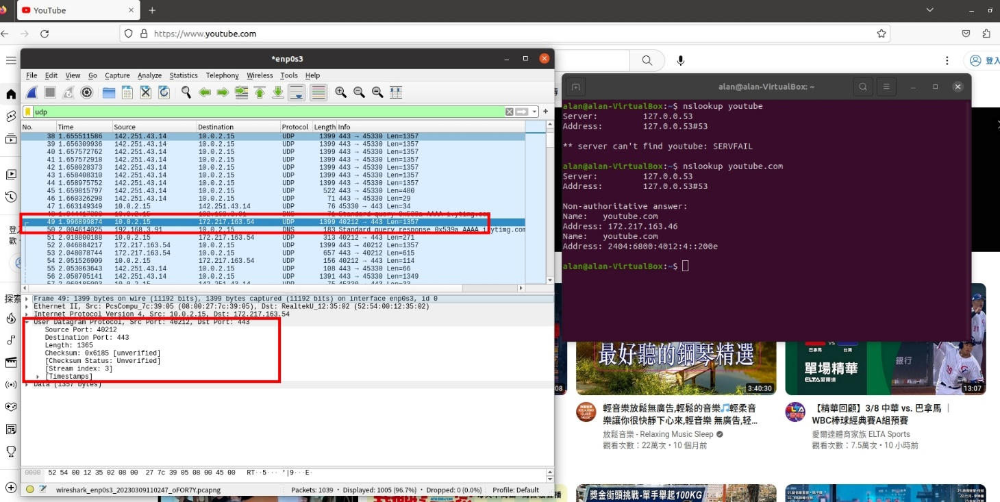 YouTube
https://www.youtube.com
登入
*enp0s3
File Edit View Go Capture Analyze Statistics Telephony Wireless Tools Help
udp
No. Time Source Destination Protocol Length Info
38 1.655511586 142.251.43.14 10.0.2.15 UDP 1399 443 → 45330 Len=1357
39 1.656309936 142.251.43.14 10.0.2.15 UDP 1399 443 → 45330 Len=1357
40 1.657572762 142.251.43.14 10.0.2.15 UDP 1399 443 → 45330 Len=1357
41 1.657572918 142.251.43.14 10.0.2.15 UDP 1399 443 → 45330 Len=1357
42 1.658028373 142.251.43.14 10.0.2.15 UDP 1399 443 → 45330 Len=1357
43 1.658408310 142.251.43.14 10.0.2.15 UDP 1399 443 → 45330 Len=1357
44 1.658975752 142.251.43.14 10.0.2.15 UDP 1399 443 → 45330 Len=1357
45 1.659815797 142.251.43.14 10.0.2.15 UDP 522 443 → 45330 Len=480
46 1.660326298 142.251.43.14 10.0.2.15 UDP 71 443 → 45330 Len=29
47 1.663149349 10.0.2.15 142.251.43.14 UDP 76 45330 → 443 Len=34
10.0.2.15 192.168.3.91 DNS 71 Standard query 0x539a AAAA i.ytimg.com
49 1.996899874 10.0.2.15 172.217.163.54 UDP 1399 40212 → 443 Len=1357
50 2.004614025 192.168.3.91 10.0.2.15 DNS 183 Standard query response 0x539a AAAA i.ytimg.com
51 2.018800188 10.0.2.15 172.217.163.54 UDP 313 40212 → 443 Len=271
52 2.046884217 172.217.163.54 10.0.2.15 UDP 1399 443 → 40212 Len=1357
53 2.048078744 172.217.163.54 10.0.2.15 UDP 657 443 → 40212 Len=615
54 2.051526909 10.0.2.15 172.217.163.54 UDP 156 40212 → 443 Len=114
55 2.053063643 142.251.43.14 10.0.2.15 UDP 108 443 → 45330 Len=66
56 2.058705141 142.251.43.14 10.0.2.15 UDP 1391 443 → 45330 Len=1349
57 2.060185093 10.0.2.15 142.251.43.14 UDP 75 45330 → 443 Len=33
Frame 49: 1399 bytes on wire (11192 bits), 1399 bytes captured (11192 bits) on interface enp0s3, id 0
Ethernet II, Src: PcsCompu_7c:39:05 (08:00:27:7c:39:05), Dst: RealtekU_12:35:02 (52:54:00:12:35:02)
Internet Protocol Version 4, Src: 10.0.2.15, Dst: 172.217.163.54
User Datagram Protocol, Src Port: 40212, Dst Port: 443
Source Port: 40212
Destination Port: 443
Length: 1365
Checksum: 0x6185 [unverified]
[Checksum Status: Unverified]
[Stream index: 3]
[Timestamps]
Data (1357 bytes)
0000 52 54 00 12 35 02 08 00 27 7c 39 05 08 00 45 00 RT··5··· '|9···E·
wireshark_enp0s3_20230309110247_oFOR7Y.pcapng Packets: 1039 · Displayed: 1005 (96.7%) · Dropped: 0 (0.0%) Profile: Default
alan@alan-VirtualBox: ~
alan@alan-VirtualBox:~$ nslookup youtube
Server: 127.0.0.53
Address: 127.0.0.53#53
** server can't find youtube: SERVFAIL
alan@alan-VirtualBox:~$ nslookup youtube.com
Server: 127.0.0.53
Address: 127.0.0.53#53
Non-authoritative answer:
Name: youtube.com
Address: 172.217.163.46
Name: youtube.com
Address: 2404:6800:4012:4::200e
alan@alan-VirtualBox:~$
探索
最好聽的鋼琴精選
3:40:30
輕音樂放鬆無廣告,輕鬆的音樂🎵輕柔音
樂讓你很快靜下心來,輕音樂 無廣告,轻...
放鬆音樂 - Relaxing Music Sleep
觀看次數：22萬次 · 10 個月前
VS
巴拿馬 台灣
單場精華
ELTA愛爾達
銀行
13:07
【精華回顧】3/8 中華 vs. 巴拿馬 ｜
WBC棒球經典賽A組預賽
愛爾達體育家族 ELTA Sports
觀看次數：7.5萬次 · 10 小時前
獎金街頭挑戰-單手舉起100KG